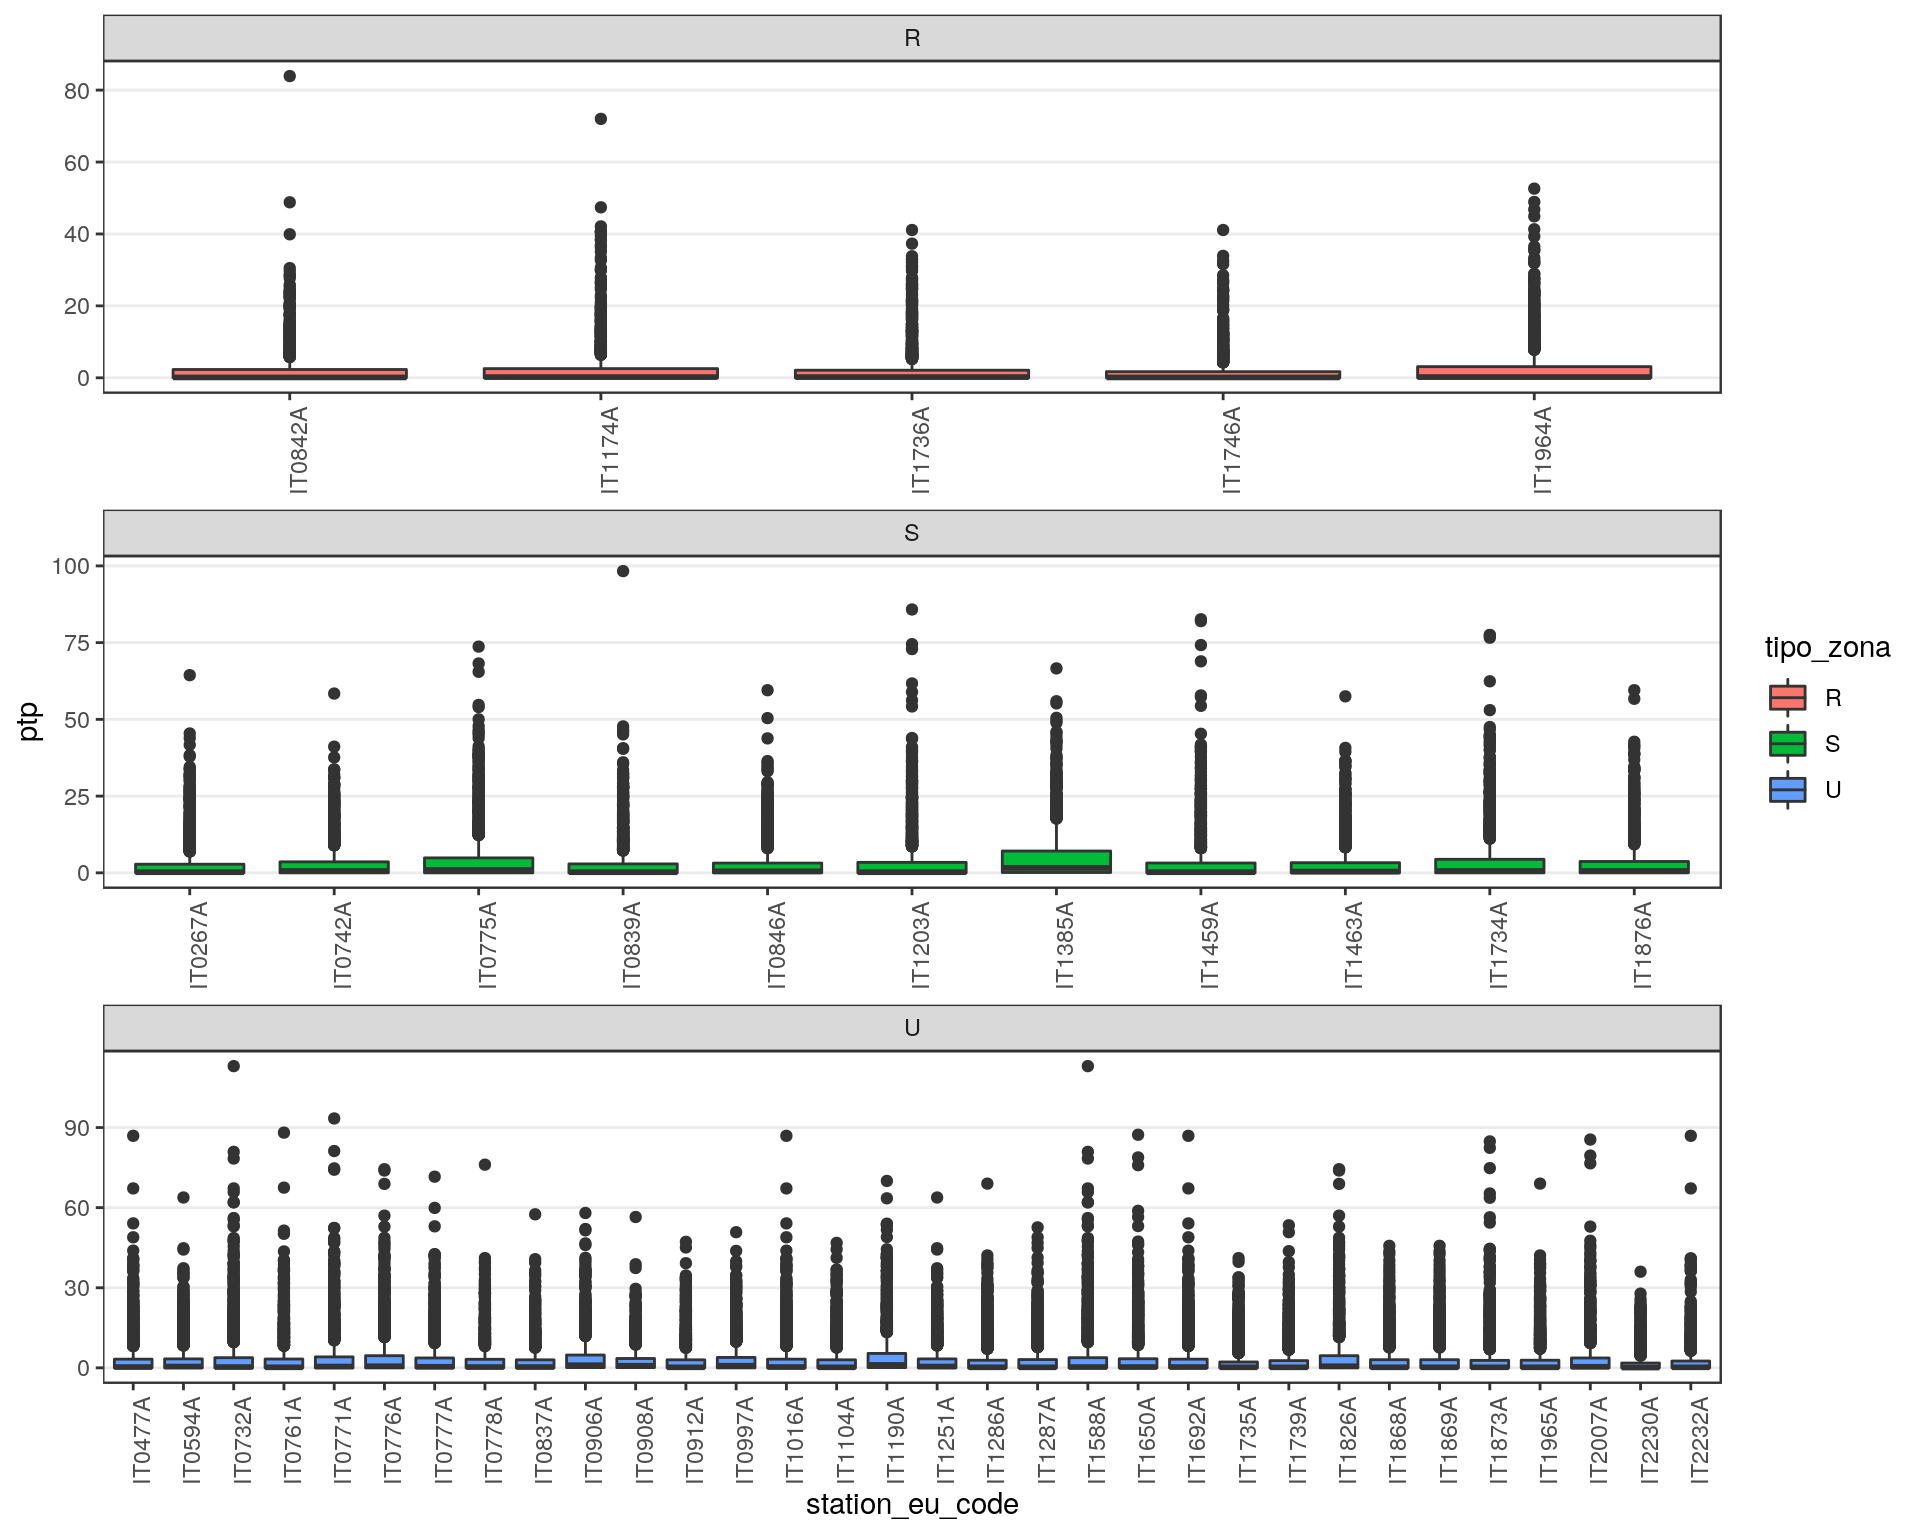 R
80
60
40
20
0
IT0842A
IT1174A
IT1736A
IT1746A
IT1964A
S
100
75
50
25
0
IT0267A
IT0742A
IT0775A
IT0839A
IT0846A
IT1203A
IT1385A
IT1459A
IT1463A
IT1734A
IT1876A
ptp
U
90
60
30
0
IT0477A
IT0594A
IT0732A
IT0761A
IT0771A
IT0776A
IT0777A
IT0778A
IT0837A
IT0906A
IT0908A
IT0912A
IT0997A
IT1016A
IT1104A
IT1190A
IT1251A
IT1286A
IT1287A
IT1588A
IT1650A
IT1692A
IT1735A
IT1739A
IT1826A
IT1868A
IT1869A
IT1873A
IT1965A
IT2007A
IT2230A
IT2232A
station_eu_code
tipo_zona
R
S
U